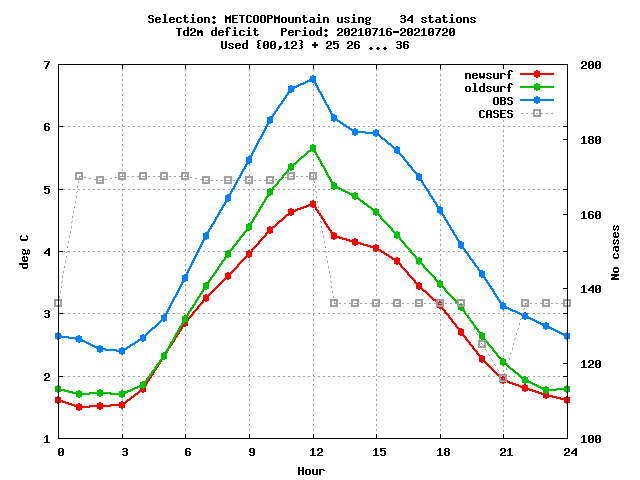 Selection: METCOOPMountain using    34 stations
Td2m deficit   Period: 20210716-20210720
Used {00,12} + 25 26 ... 36
newsurf
oldsurf
OBS
CASES
7
6
5
4
3
2
1
deg C
200
180
160
140
120
100
No cases
0 3 6 9 12 15 18 21 24
Hour